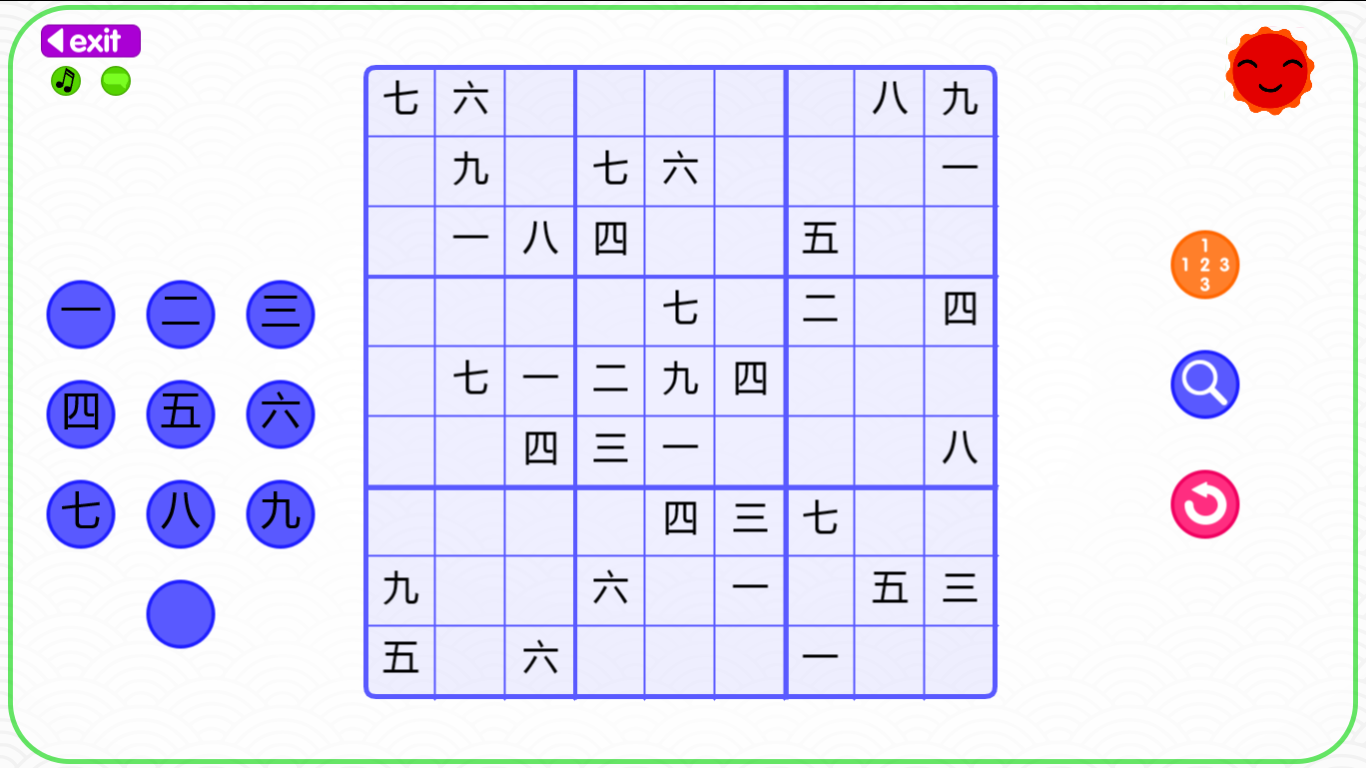 exit
七 六 八 九
九 七 六 一
一 八 四 五
七 二 四
七 一 二 九 四
四 三 一 八
四 三 七
九 六 一 五 三
五 六 一
一 二 三
四 五 六
七 八 九
1
1 2 3
3